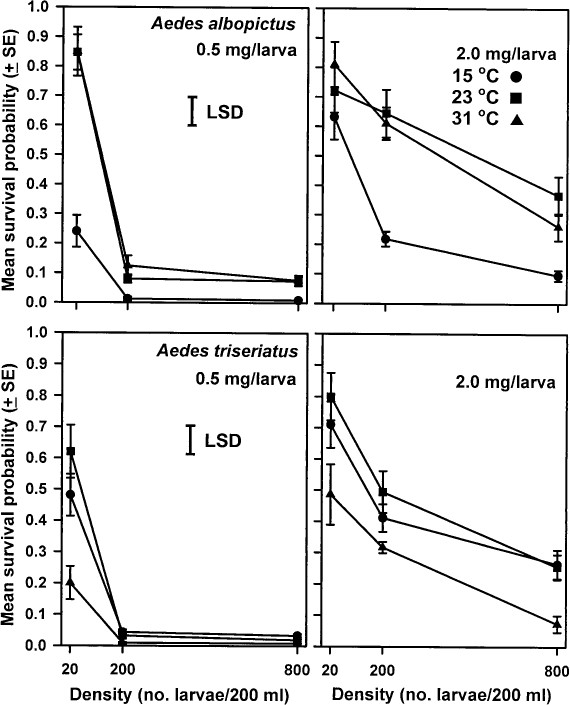 Mean survival probability (± SE)
1.0
0.9
0.8
0.7
0.6
0.5
0.4
0.3
0.2
0.1
0.0
Aedes albopictus
0.5 mg/larva
LSD
2.0 mg/larva
15 °C
23 °C
31 °C
Mean survival probability (± SE)
1.0
0.9
0.8
0.7
0.6
0.5
0.4
0.3
0.2
0.1
0.0
Aedes triseriatus
0.5 mg/larva
LSD
2.0 mg/larva
20 200 800
20 200 800
Density (no. larvae/200 ml)
Density (no. larvae/200 ml)